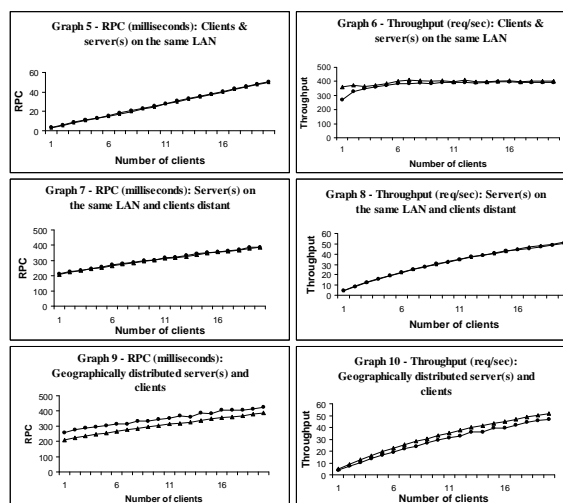 Graph 5 - RPC (milliseconds): Clients &
server(s) on the same LAN
RPC
60
40
20
0
1 6 11 16
Number of clients
Graph 6 - Throughput (req/sec): Clients &
server(s) on the same LAN
Throughput
500
400
300
200
100
0
1 6 11 16
Number of clients
Graph 7 - RPC (milliseconds): Server(s) on
the same LAN and clients distant
RPC
400
300
200
100
0
1 6 11 16
Number of clients
Graph 8 - Throughput (req/sec): Server(s) on
the same LAN and clients distant
Throughput
60
50
40
30
20
10
0
1 6 11 16
Number of clients
Graph 9 - RPC (milliseconds):
Geographically distributed server(s) and
clients
RPC
500
400
300
200
100
0
1 6 11 16
Number of clients
Graph 10 - Throughput (req/sec):
Geographically distributed server(s) and
clients
Throughput
60
50
40
30
20
10
0
1 6 11 16
Number of clients